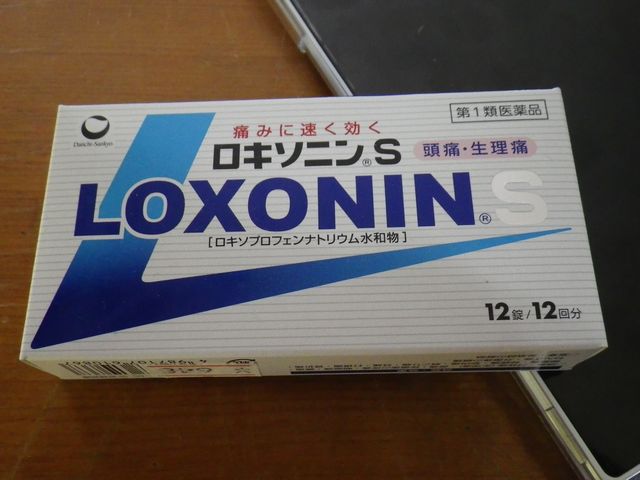 第1類医薬品
Daiichi-Sankyo
痛みに速く効く
ロキソニン®S
頭痛・生理痛
LOXONIN®S
[ロキソプロフェンナトリウム水和物]
12錠/12回分